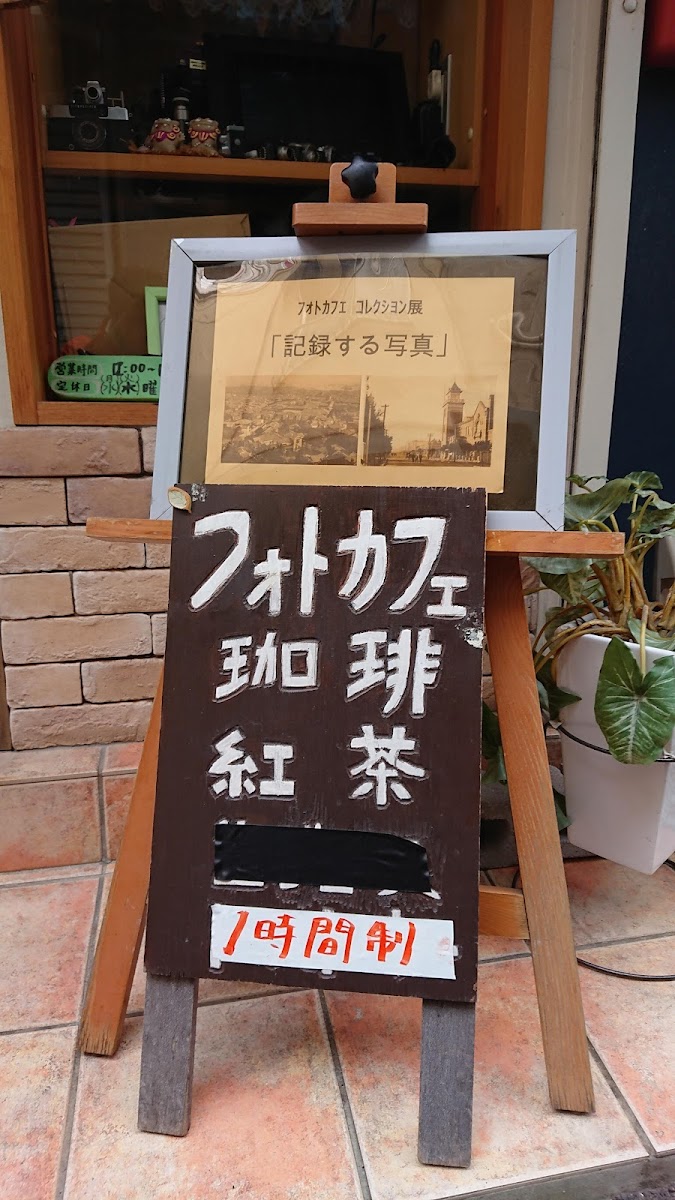 フォトカフェ コレクション展
「記録する写真」
営業時間
定休日
水曜
フォトカフェ
珈琲
紅茶
1時間制